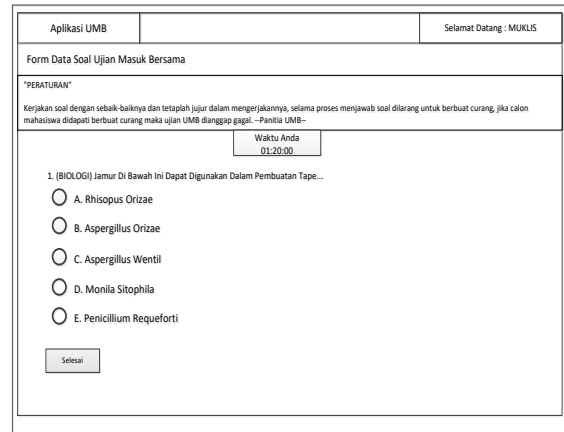 Aplikasi UMB
Selamat Datang : MUKLIS
Form Data Soal Ujian Masuk Bersama
"PERATURAN"
Kerjakan soal dengan sebaik-baiknya dan tetaplah jujur dalam mengerjakannya, selama proses menjawab soal dilarang untuk berbuat curang, jika calon
mahasiswa didapati berbuat curang maka ujian UMB dianggap gagal. --Panitia UMB--
Waktu Anda
01:20:00
1. (BIOLOGI) Jamur Di Bawah Ini Dapat Digunakan Dalam Pembuatan Tape...
A. Rhisopus Orizae
B. Aspergillus Orizae
C. Aspergillus Wentil
D. Monila Sitophila
E. Penicillium Requeforti
Selesai